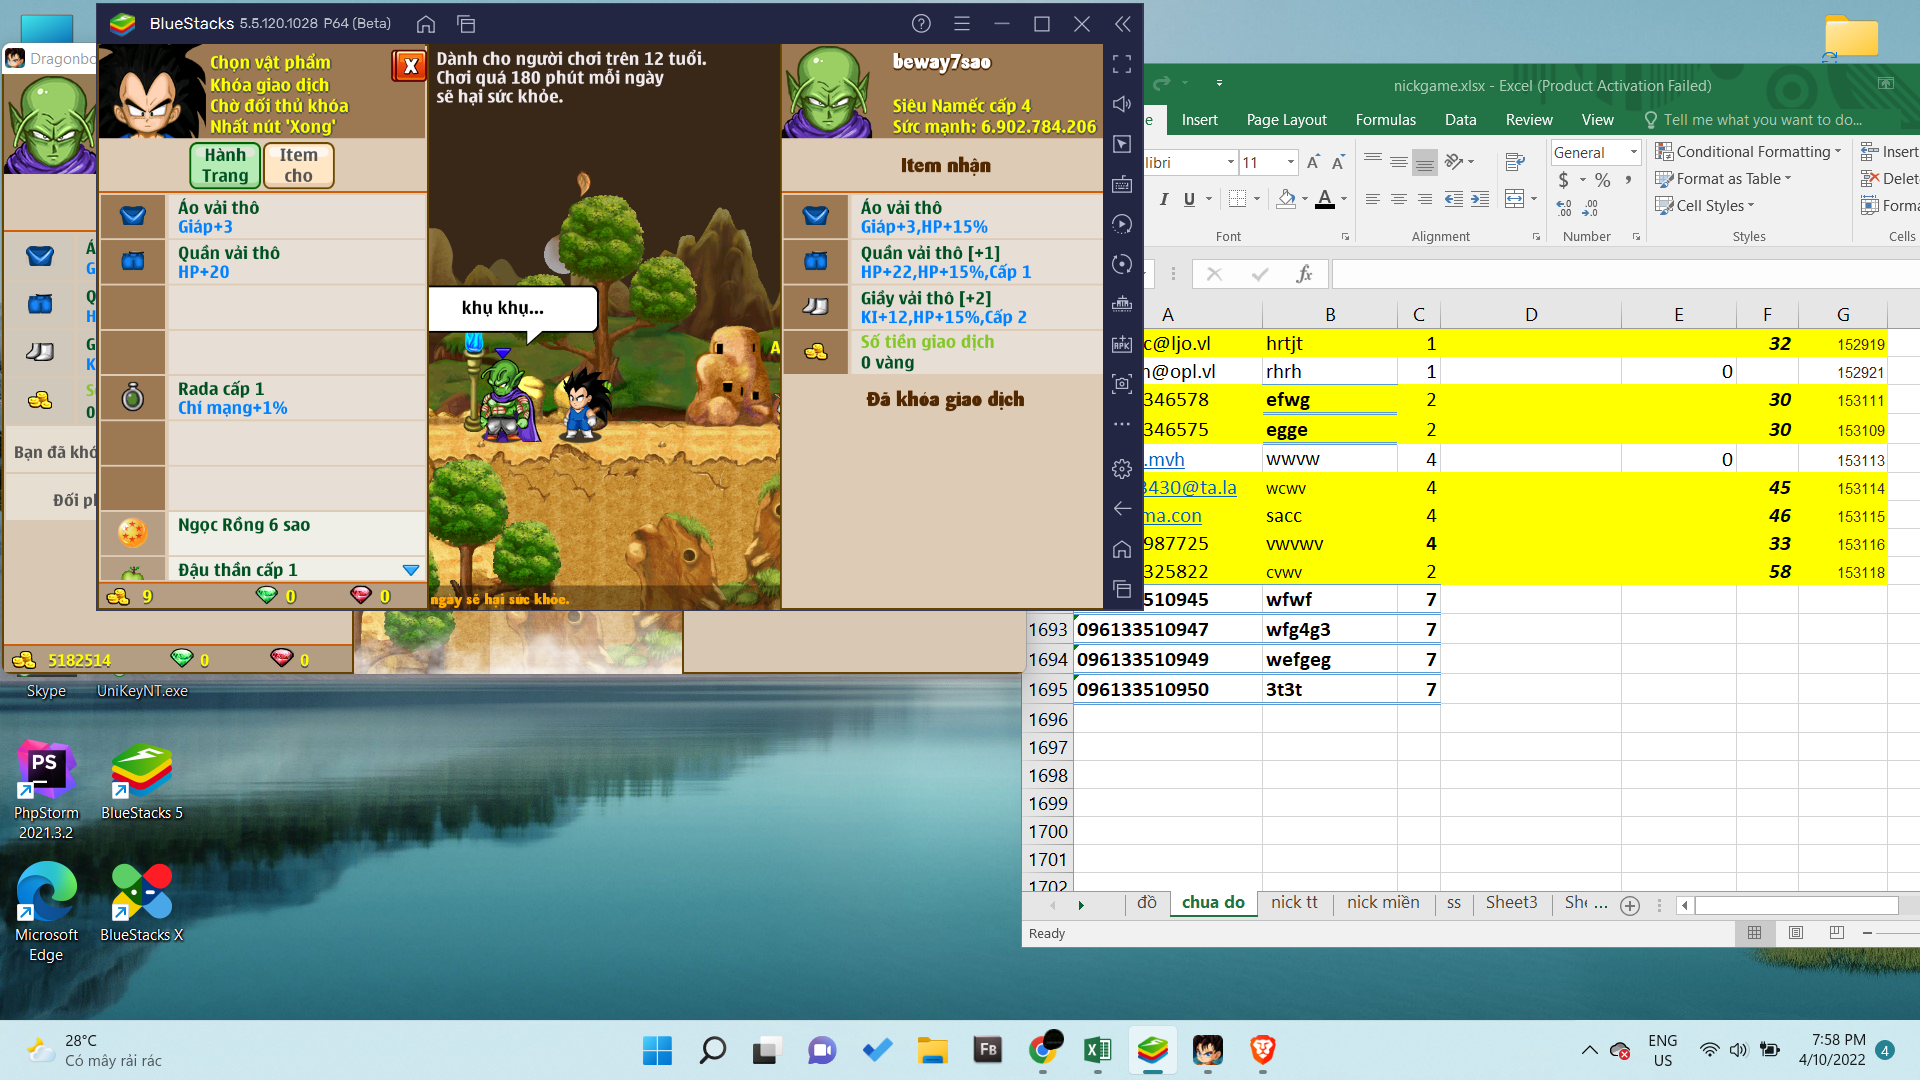 BlueStacks 5.5.120.1028 P64 (Beta)
Chọn vật phẩm
Khóa giao dịch
Chờ đối thủ khóa
Nhất nút 'Xong'
X
Hành Trang
Item cho
Áo vải thô
Giáp+3
Quần vải thô
HP+20
Rada cấp 1
Chí mạng+1%
Ngọc Rồng 6 sao
Đậu thần cấp 1
9
0
0
Dành cho người chơi trên 12 tuổi.
Chơi quá 180 phút mỗi ngày
sẽ hại sức khỏe.
khụ khụ...
ngay sẽ hại sức khỏe.
beway7sao
Siêu Namếc cấp 4
Sức mạnh: 6.902.784.206
Item nhận
Áo vải thô
Giáp+3,HP+15%
Quần vải thô [+1]
HP+22,HP+15%,Cấp 1
Giầy vải thô [+2]
KI+12,HP+15%,Cấp 2
Số tiền giao dịch
0 vàng
Đã khóa giao dịch
Dragonbo
Bạn đã khó
Đối pl
5182514
0
0
nickgame.xlsx - Excel (Product Activation Failed)
Insert Page Layout Formulas Data Review View Tell me what you want to do...
libri 11
General
Conditional Formatting
Format as Table
Cell Styles
Insert
Delete
Forma
Font Alignment Number Styles Cells
A B C D E F G
c@ljo.vl hrtjt 1 32 152919
n@opl.vl rhrh 1 0 152921
346578 efwg 2 30 153111
346575 egge 2 30 153109
.mvh wwvw 4 0 153113
3430@ta.la wcwv 4 45 153114
ma.con sacc 4 46 153115
987725 vwvwv 4 33 153116
325822 cvwv 2 58 153118
510945 wfwf 7
1693 096133510947 wfg4g3 7
1694 096133510949 wefgeg 7
1695 096133510950 3t3t 7
1696
1697
1698
1699
1700
1701
1702
đồ chua do nick tt nick miền ss Sheet3 She ...
Ready
Skype
UniKeyNT.exe
PhpStorm 2021.3.2
BlueStacks 5
Microsoft Edge
BlueStacks X
28°C
Có mây rải rác
ENG
US
7:58 PM
4/10/2022
4